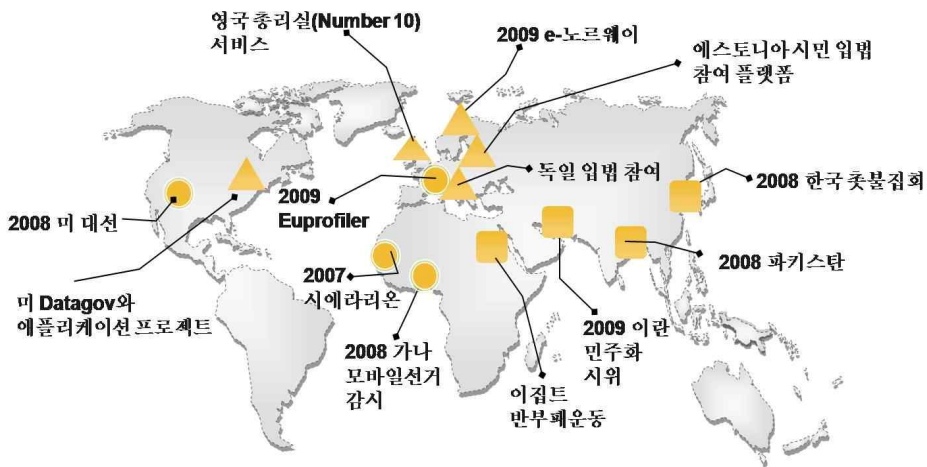 영국 총리실(Number 10)
서비스
2009 e-노르웨이
에스토니아시민 입법
참여 플랫폼
독일 입법 참여
2008 한국 촛불집회
2009
Euprofiler
2008 미 대선
2008 파키스탄
2007
시에라리온
미 Datagov와
애플리케이션 프로젝트
2008 가나
모바일선거
감시
2009 이란
민주화
시위
이집트
반부패운동